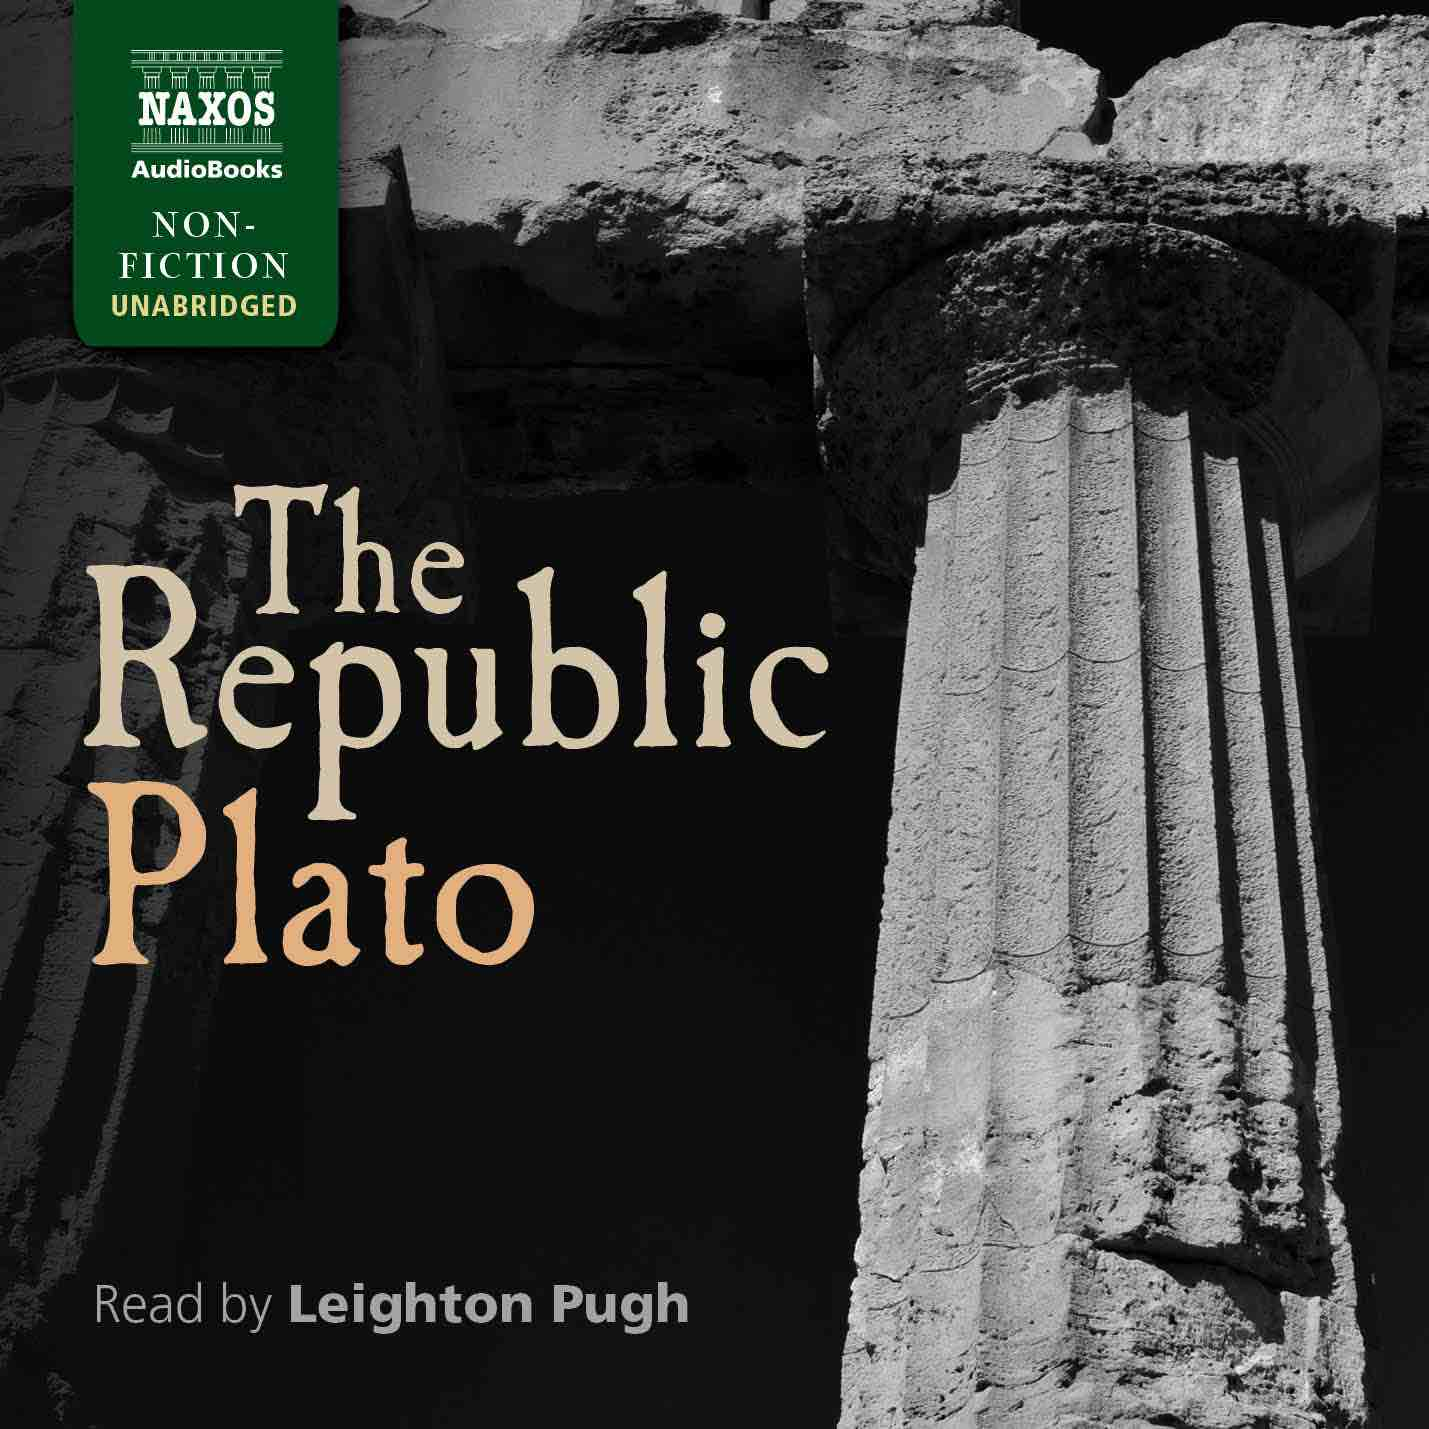 NAXOS
AudioBooks
NON-
FICTION
UNABRIDGED
The
Republic
Plato
Read by Leighton Pugh